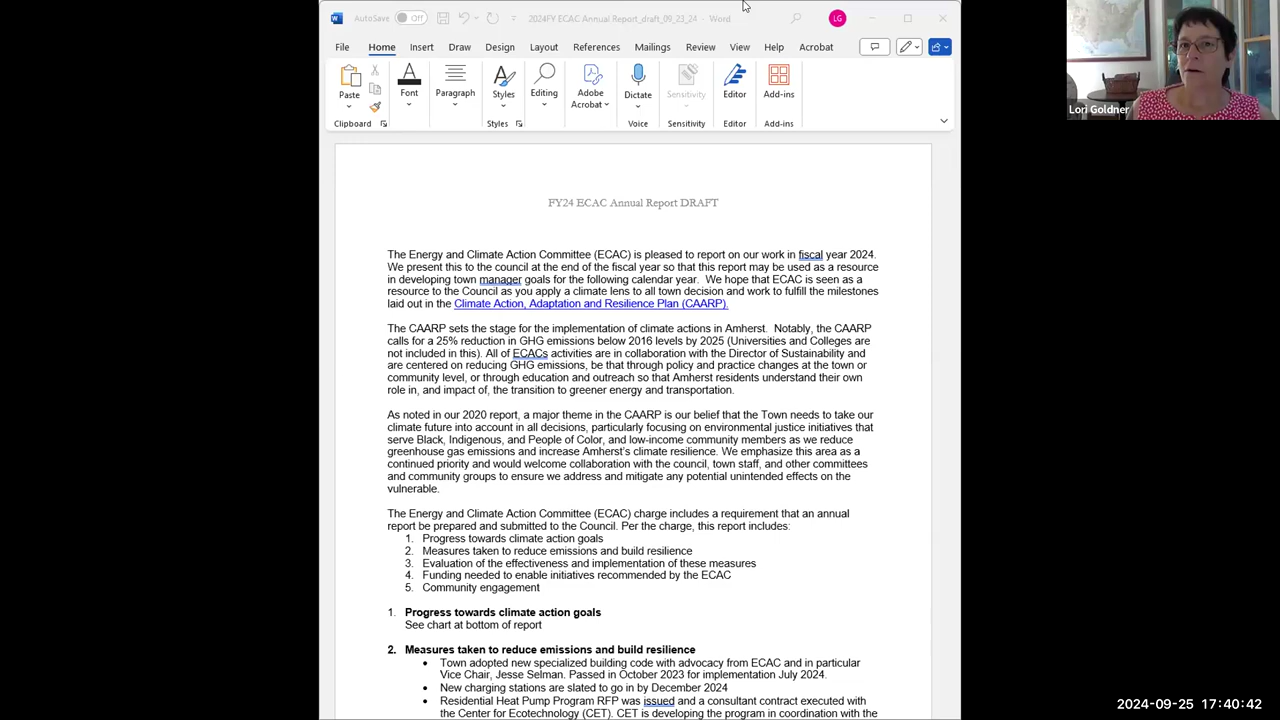 AutoSave Off 2024FY ECAC Annual Report_draft_09_23_24 - Word LG
File Home Insert Draw Design Layout References Mailings Review View Help Acrobat
Paste Font Paragraph Styles Editing Adobe Acrobat Dictate Sensitivity Editor Add-ins
Clipboard Styles Voice Sensitivity Editor Add-ins
Lori Goldner
FY24 ECAC Annual Report DRAFT
The Energy and Climate Action Committee (ECAC) is pleased to report on our work in fiscal year 2024.
We present this to the council at the end of the fiscal year so that this report may be used as a resource
in developing town manager goals for the following calendar year. We hope that ECAC is seen as a
resource to the Council as you apply a climate lens to all town decision and work to fulfill the milestones
laid out in the Climate Action, Adaptation and Resilience Plan (CAARP).
The CAARP sets the stage for the implementation of climate actions in Amherst. Notably, the CAARP
calls for a 25% reduction in GHG emissions below 2016 levels by 2025 (Universities and Colleges are
not included in this). All of ECACs activities are in collaboration with the Director of Sustainability and
are centered on reducing GHG emissions, be that through policy and practice changes at the town or
community level, or through education and outreach so that Amherst residents understand their own
role in, and impact of, the transition to greener energy and transportation.
As noted in our 2020 report, a major theme in the CAARP is our belief that the Town needs to take our
climate future into account in all decisions, particularly focusing on environmental justice initiatives that
serve Black, Indigenous, and People of Color, and low-income community members as we reduce
greenhouse gas emissions and increase Amherst's climate resilience. We emphasize this area as a
continued priority and would welcome collaboration with the council, town staff, and other committees
and community groups to ensure we address and mitigate any potential unintended effects on the
vulnerable.
The Energy and Climate Action Committee (ECAC) charge includes a requirement that an annual
report be prepared and submitted to the Council. Per the charge, this report includes:
1. Progress towards climate action goals
2. Measures taken to reduce emissions and build resilience
3. Evaluation of the effectiveness and implementation of these measures
4. Funding needed to enable initiatives recommended by the ECAC
5. Community engagement
1. Progress towards climate action goals
See chart at bottom of report
2. Measures taken to reduce emissions and build resilience
• Town adopted new specialized building code with advocacy from ECAC and in particular
Vice Chair, Jesse Selman. Passed in October 2023 for implementation July 2024.
• New charging stations are slated to go in by December 2024
• Residential Heat Pump Program RFP was issued and a consultant contract executed with
the Center for Ecotechnology (CET). CET is developing the program in coordination with the
2024-09-25 17:40:42